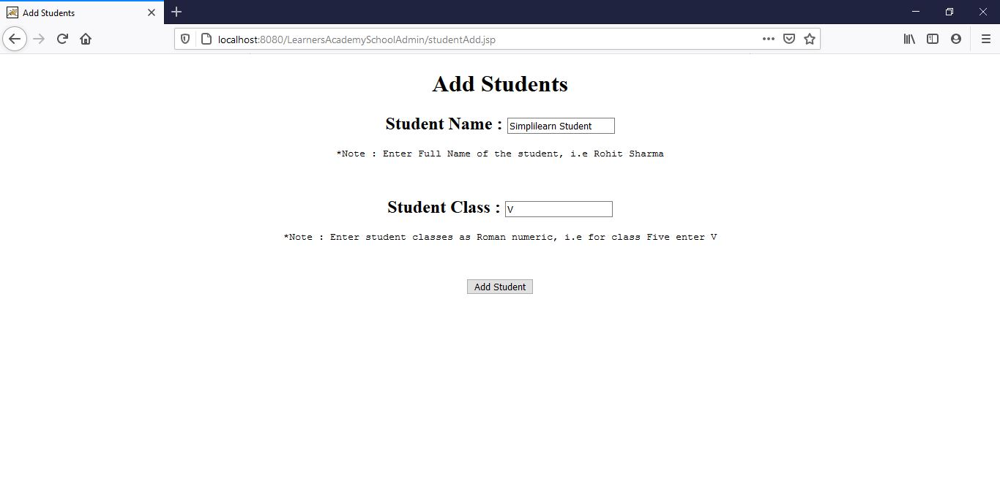 Add Students
localhost:8080/LearnersAcademySchoolAdmin/studentAdd.jsp
Add Students
Student Name : Simplilearn Student
*Note : Enter Full Name of the student, i.e Rohit Sharma
Student Class : V
*Note : Enter student classes as Roman numeric, i.e for class Five enter V
Add Student